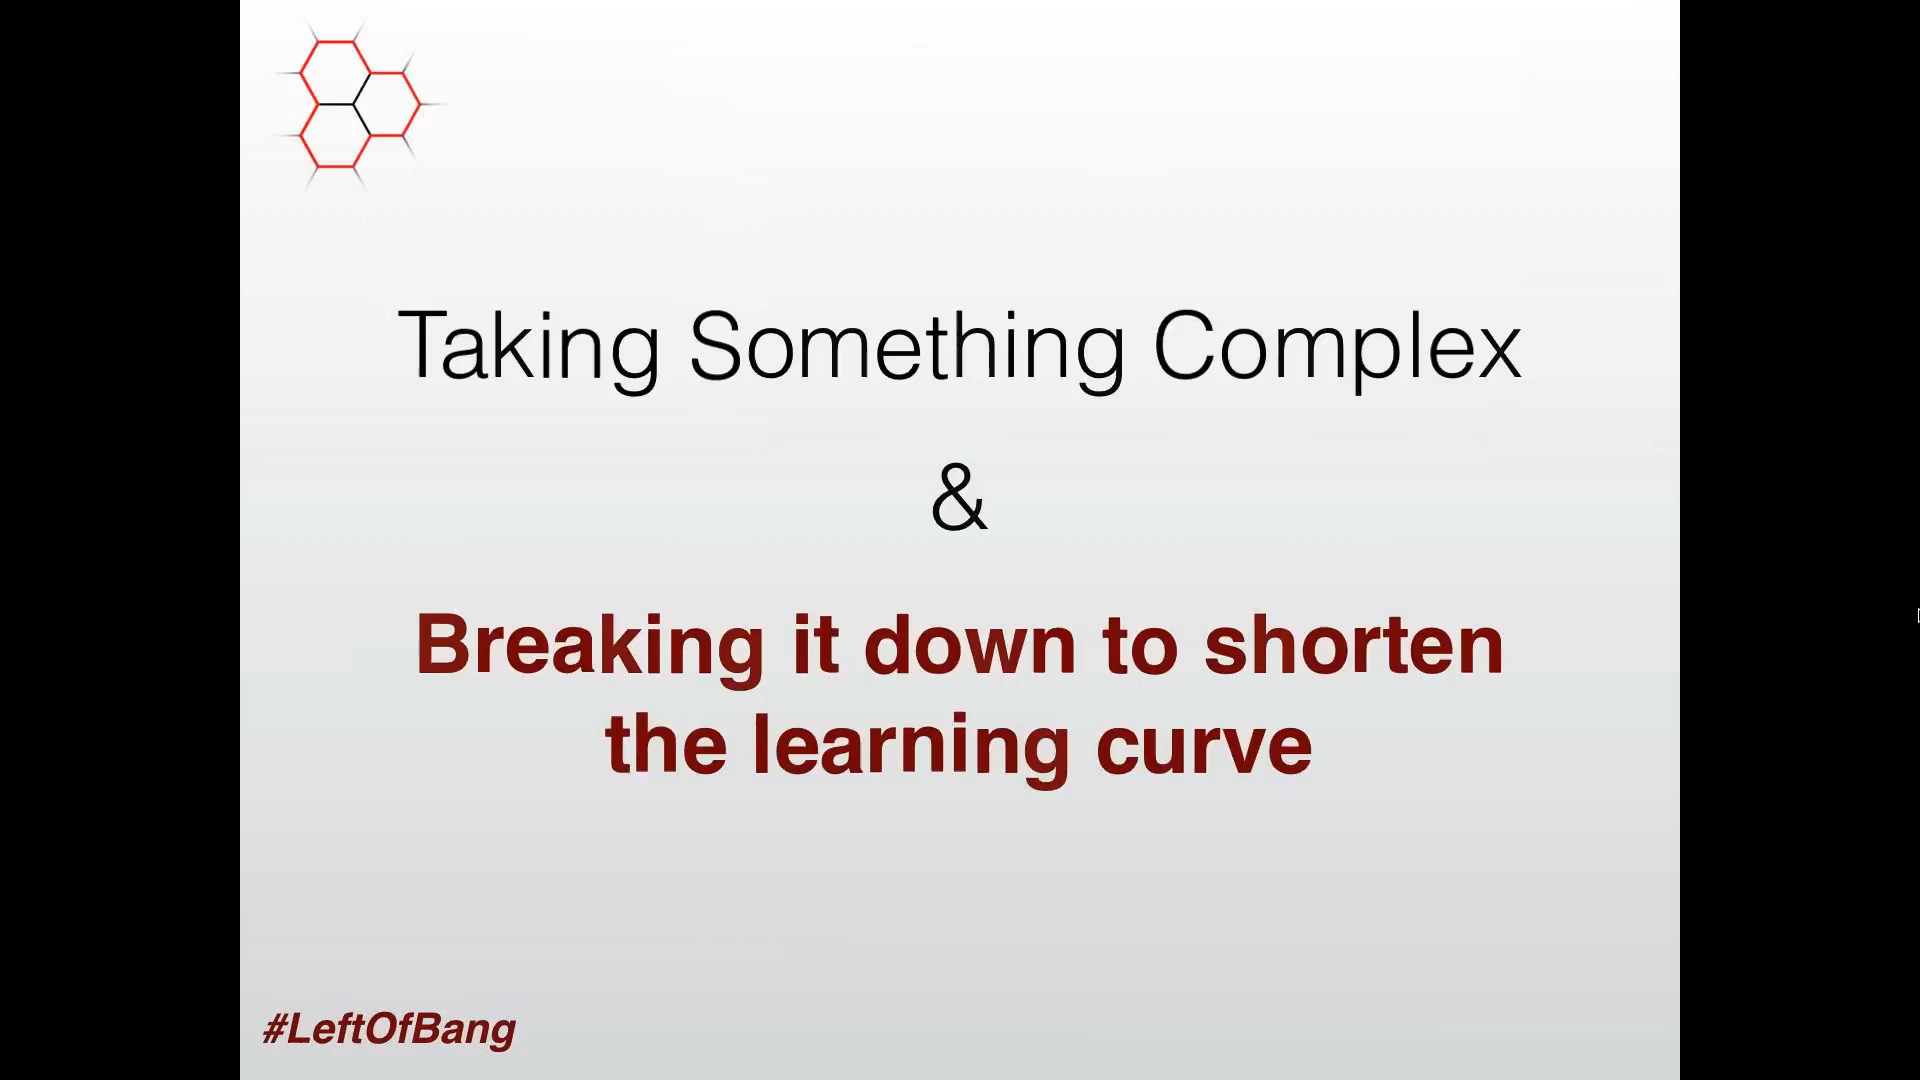 Taking Something Complex
&
Breaking it down to shorten
the learning curve
#LeftOfBang